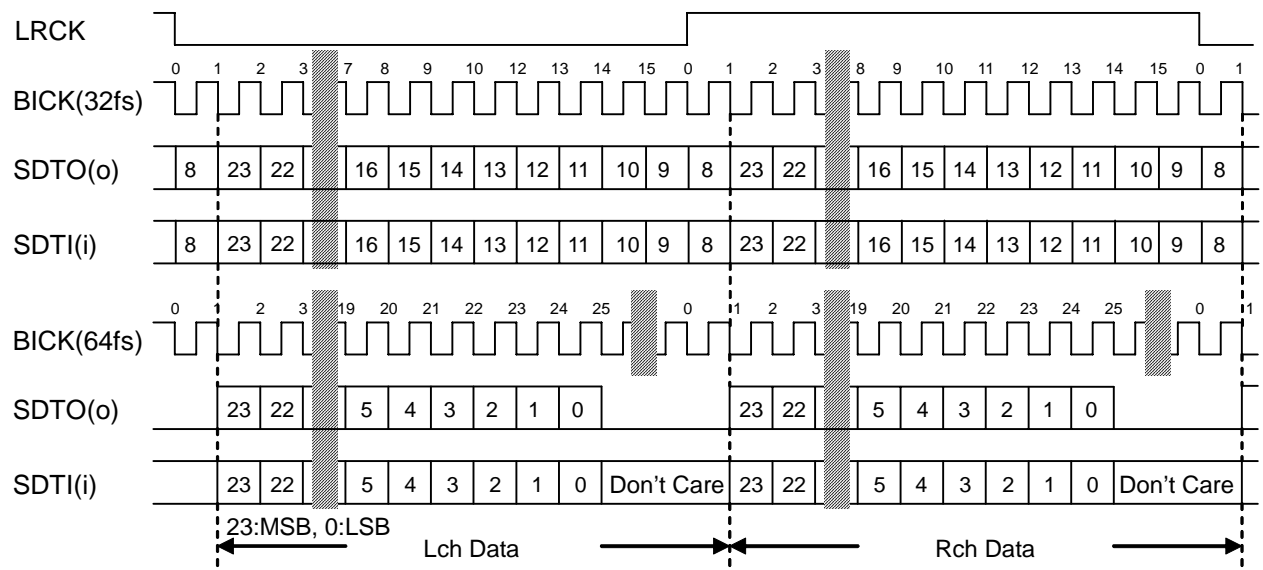 LRCK
0 1 2 3 7 8 9 10 12 13 14 15 0 1 2 3 8 9 10 11 12 13 14 15 0 1
BICK(32fs)
SDTO(o) 8 23 22 16 15 14 13 12 11 10 9 8 23 22 16 15 14 13 12 11 10 9 8
SDTI(i) 8 23 22 16 15 14 13 12 11 10 9 8 23 22 16 15 14 13 12 11 10 9 8
0 1 2 3 19 20 21 22 23 24 25 0 1 2 3 19 20 21 22 23 24 25 0 1
BICK(64fs)
SDTO(o) 23 22 5 4 3 2 1 0 23 22 5 4 3 2 1 0
SDTI(i) 23 22 5 4 3 2 1 0 Don't Care 23 22 5 4 3 2 1 0 Don't Care
23:MSB, 0:LSB
Lch Data Rch Data